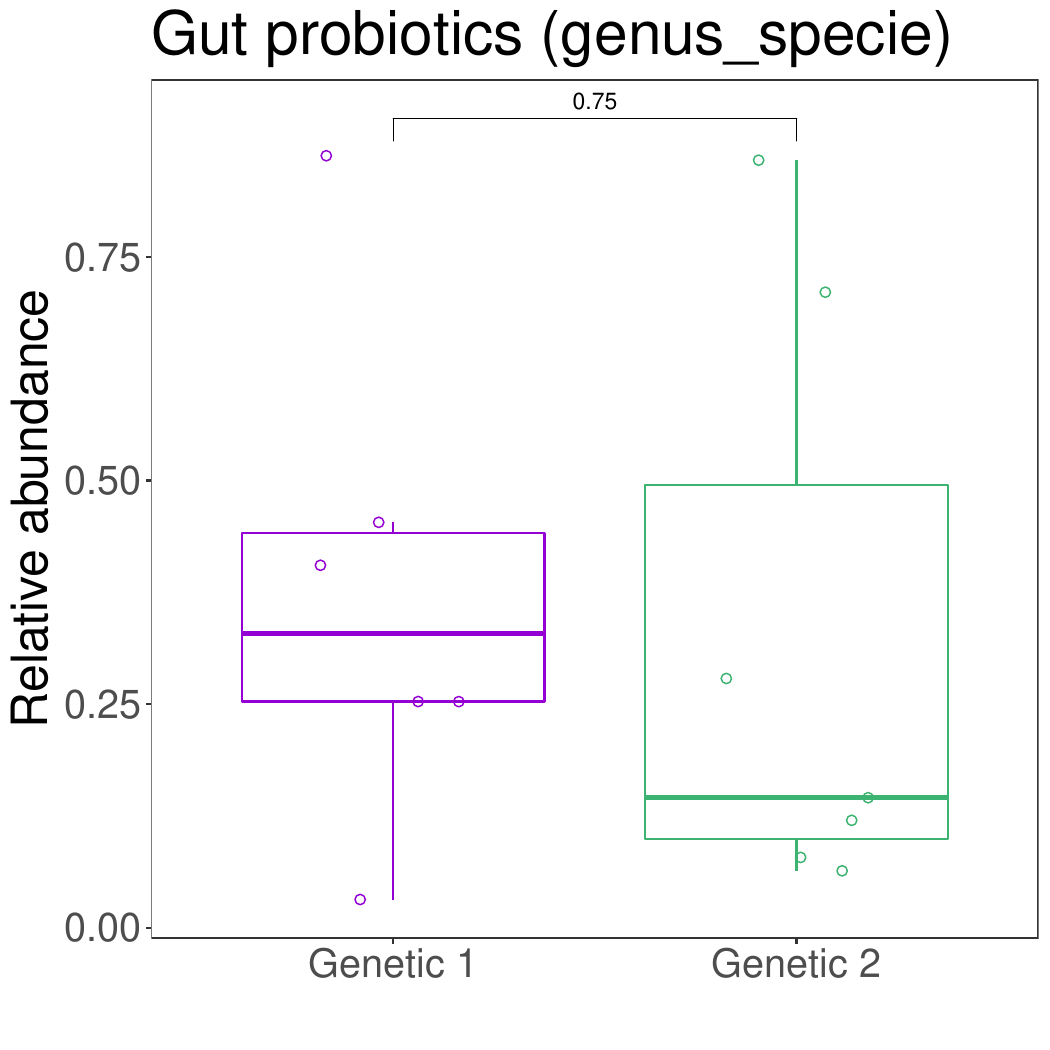 Gut probiotics (genus_specie)
0.75
Relative abundance
0.75
0.50
0.25
0.00
Genetic 1
Genetic 2